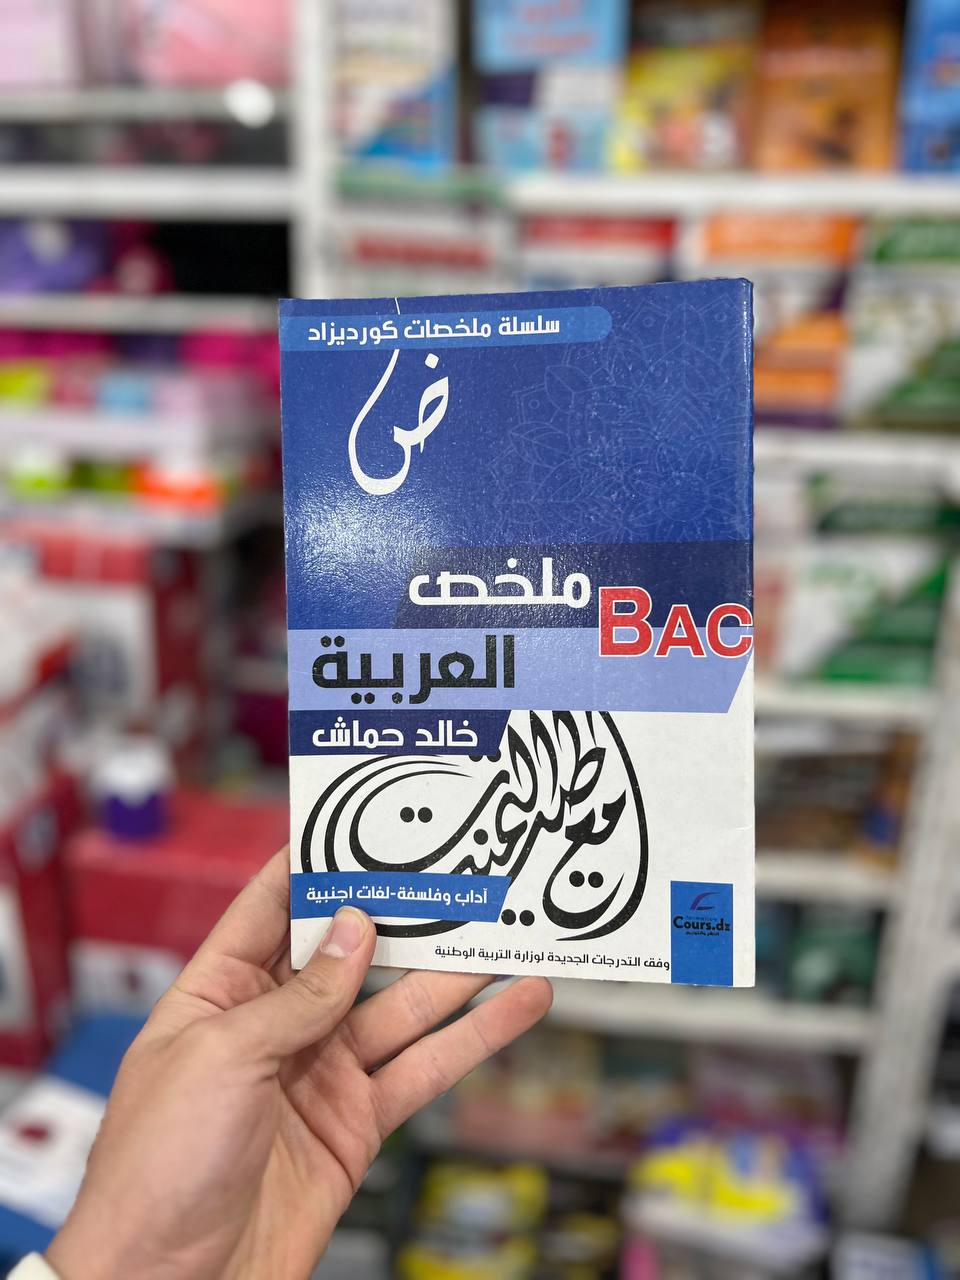 سلسلة ملخصات كورديزاد
ض
ملخص
BAC
العربية
خالد حماش
آداب وفلسفة-لغات اجنبية
Cours.dz
وفق التدرجات الجديدة لوزارة التربية الوطنية